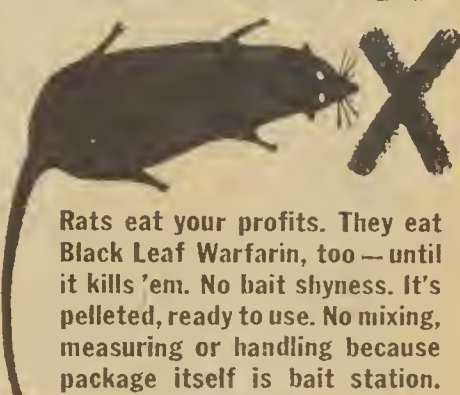 X
Rats eat your profits. They eat
Black Leaf Warfarin, too — until
it kills 'em. No bait shyness. It's
pelleted, ready to use. No mixing,
measuring or handling because
package itself is bait station.